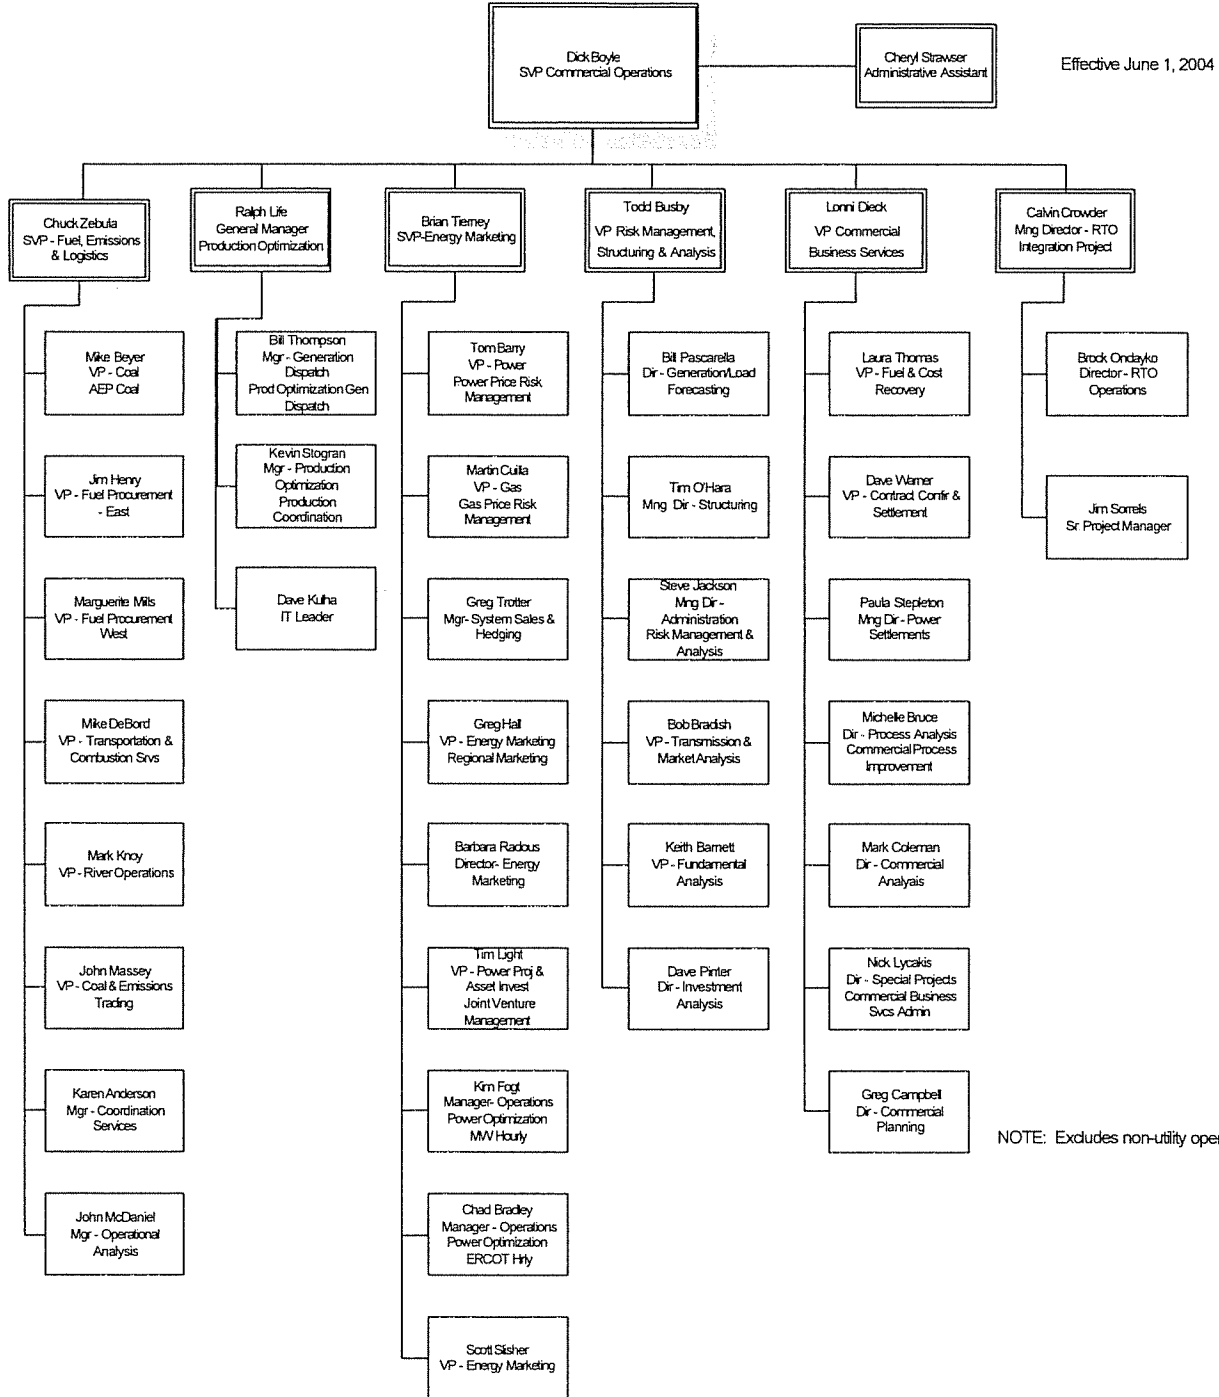 Dick Boyle
SVP Commercial Operations
Cheryl Strawser
Administrative Assistant
Effective June 1, 2004
Chuck Zebula
SVP - Fuel, Emissions
& Logistics
Ralph Life
General Manager
Production Optimization
Brian Tierney
SVP-Energy Marketing
Todd Busby
VP Risk Management,
Structuring & Analysis
Lonni Dieck
VP Commercial
Business Services
Calvin Crowder
Mng Director - RTO
Integration Project
Mike Beyer
VP - Coal
AEP Coal
Jim Henry
VP - Fuel Procurement
- East
Marguerite Mills
VP - Fuel Procurement
West
Mike DeBord
VP - Transportation &
Combustion Srvs
Mark Knoy
VP - River Operations
John Massey
VP - Coal & Emissions
Trading
Karen Anderson
Mgr - Coordination
Services
John McDaniel
Mgr - Operational
Analysis
Bill Thompson
Mgr - Generation
Dispatch
Prod Optimization Gen
Dispatch
Kevin Stogran
Mgr - Production
Optimization
Production
Coordination
Dave Kulha
IT Leader
Tom Barry
VP - Power
Power Price Risk
Management
Martin Cuilla
VP - Gas
Gas Price Risk
Management
Greg Trotter
Mgr- System Sales &
Hedging
Greg Hall
VP - Energy Marketing
Regional Marketing
Barbara Radous
Director- Energy
Marketing
Tim Light
VP - Power Proj &
Asset Invest
Joint Venture
Management
Kim Fogt
Manager- Operations
Power Optimization
MW Hourly
Chad Bradley
Manager - Operations
Power Optimization
ERCOT Hrly
Scott Slisher
VP - Energy Marketing
Bill Pascarella
Dir - Generation/Load
Forecasting
Tim O'Hara
Mng Dir - Structuring
Steve Jackson
Mng Dir -
Administration
Risk Management &
Analysis
Bob Bradish
VP - Transmission &
Market Analysis
Keith Barnett
VP - Fundamental
Analysis
Dave Pinter
Dir - Investment
Analysis
Laura Thomas
VP - Fuel & Cost
Recovery
Dave Warner
VP - Contract Confir &
Settlement
Paula Stepleton
Mng Dir - Power
Settlements
Michelle Bruce
Dir - Process Analysis
Commercial Process
Improvement
Mark Coleman
Dir - Commercial
Analyais
Nick Lycakis
Dir - Special Projects
Commercial Business
Svcs Admin
Greg Campbell
Dir - Commercial
Planning
Brock Ondayko
Director - RTO
Operations
Jim Sorrels
Sr. Project Manager
NOTE: Excludes non-utility oper